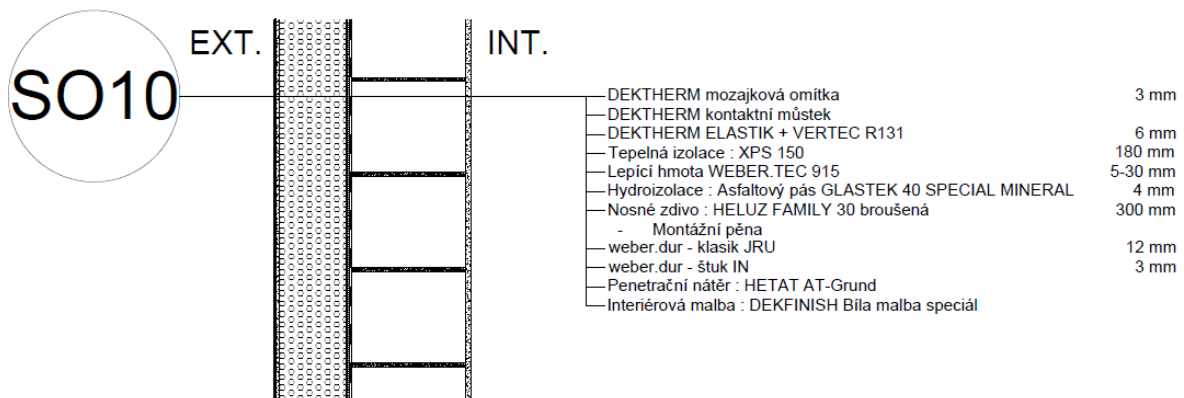 EXT.
INT.
SO10
DEKTHERM mozajková omítka 3 mm
DEKTHERM kontaktní můstek
DEKTHERM ELASTIK + VERTEC R131 6 mm
Tepelná izolace : XPS 150 180 mm
Lepící hmota WEBER.TEC 915 5-30 mm
Hydroizolace : Asfaltový pás GLASTEK 40 SPECIAL MINERAL 4 mm
Nosné zdivo : HELUZ FAMILY 30 broušená 300 mm
- Montážní pěna
weber.dur - klasik JRU 12 mm
weber.dur - štuk IN 3 mm
Penetrační nátěr : HETAT AT-Grund
Interiérová malba : DEKFINISH Bíla malba speciál